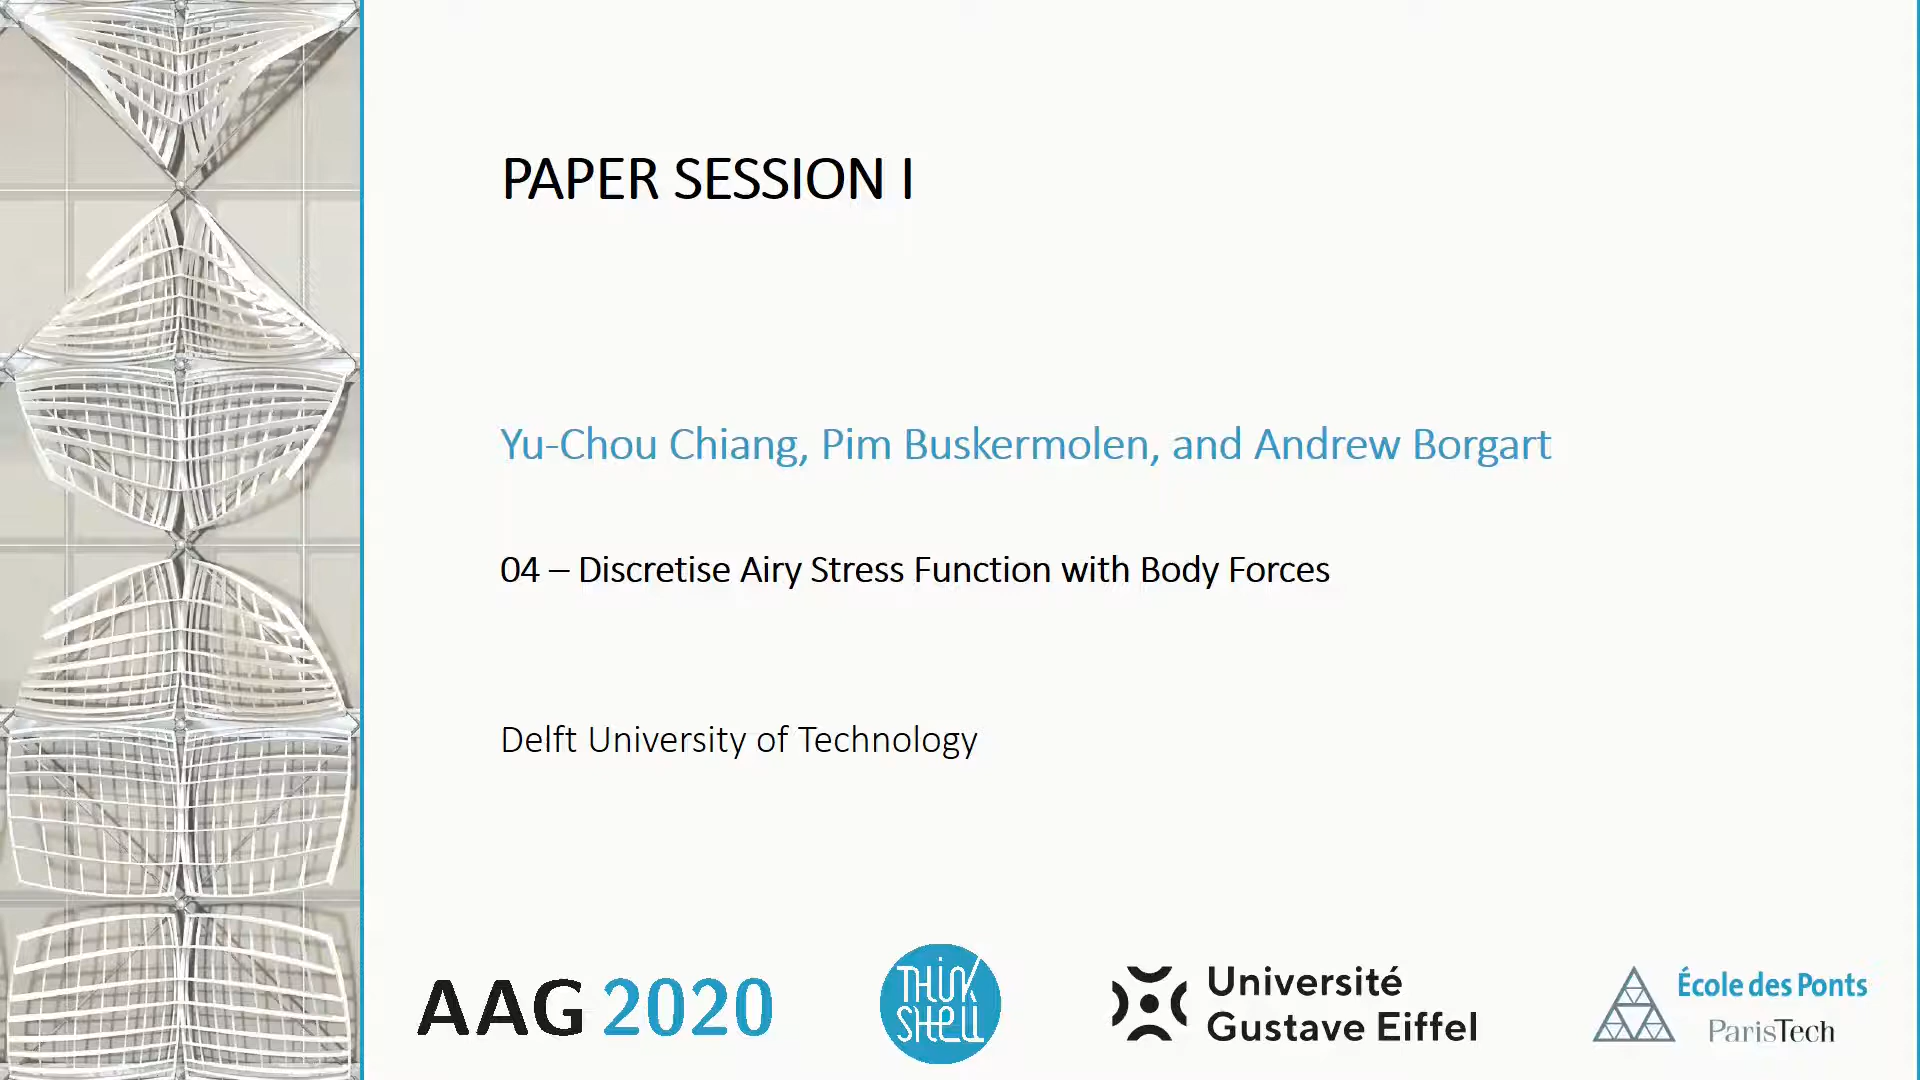 PAPER SESSION I
Yu-Chou Chiang, Pim Buskermolen, and Andrew Borgart
04 – Discretise Airy Stress Function with Body Forces
Delft University of Technology
AAG 2020
THINK
SHELL
Université
Gustave Eiffel
École des Ponts
ParisTech